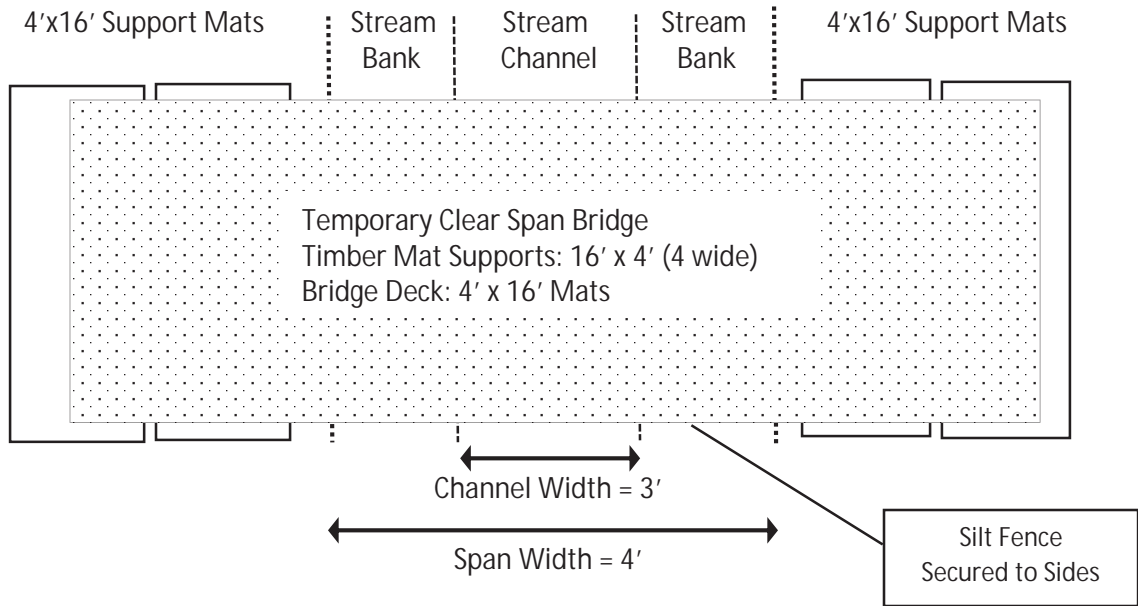 4′x16′ Support Mats
Stream
Bank
Stream
Channel
Stream
Bank
4′x16′ Support Mats
Temporary Clear Span Bridge
Timber Mat Supports: 16′ x 4′ (4 wide)
Bridge Deck: 4′ x 16′ Mats
Channel Width = 3′
Span Width = 4′
Silt Fence
Secured to Sides